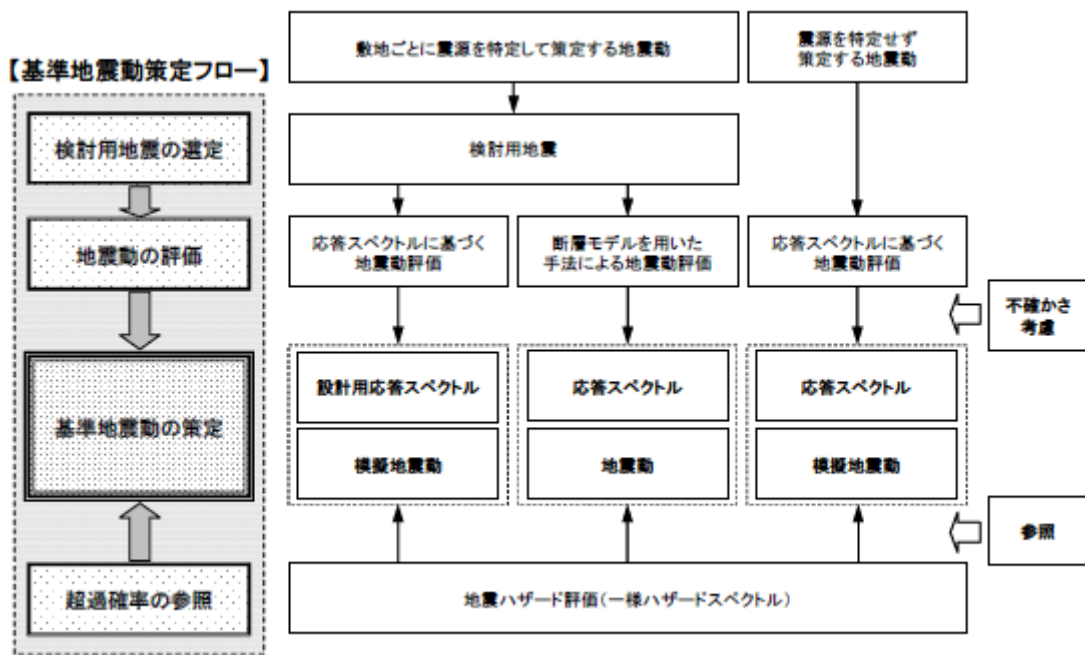 【基準地震動策定フロー】
検討用地震の選定
地震動の評価
基準地震動の策定
超過確率の参照
敷地ごとに震源を特定して策定する地震動
震源を特定せず
策定する地震動
検討用地震
応答スペクトルに基づく
地震動評価
断層モデルを用いた
手法による地震動評価
応答スペクトルに基づく
地震動評価
不確かさ
考慮
設計用応答スペクトル
模擬地震動
応答スペクトル
地震動
応答スペクトル
模擬地震動
参照
地震ハザード評価(一様ハザードスペクトル)